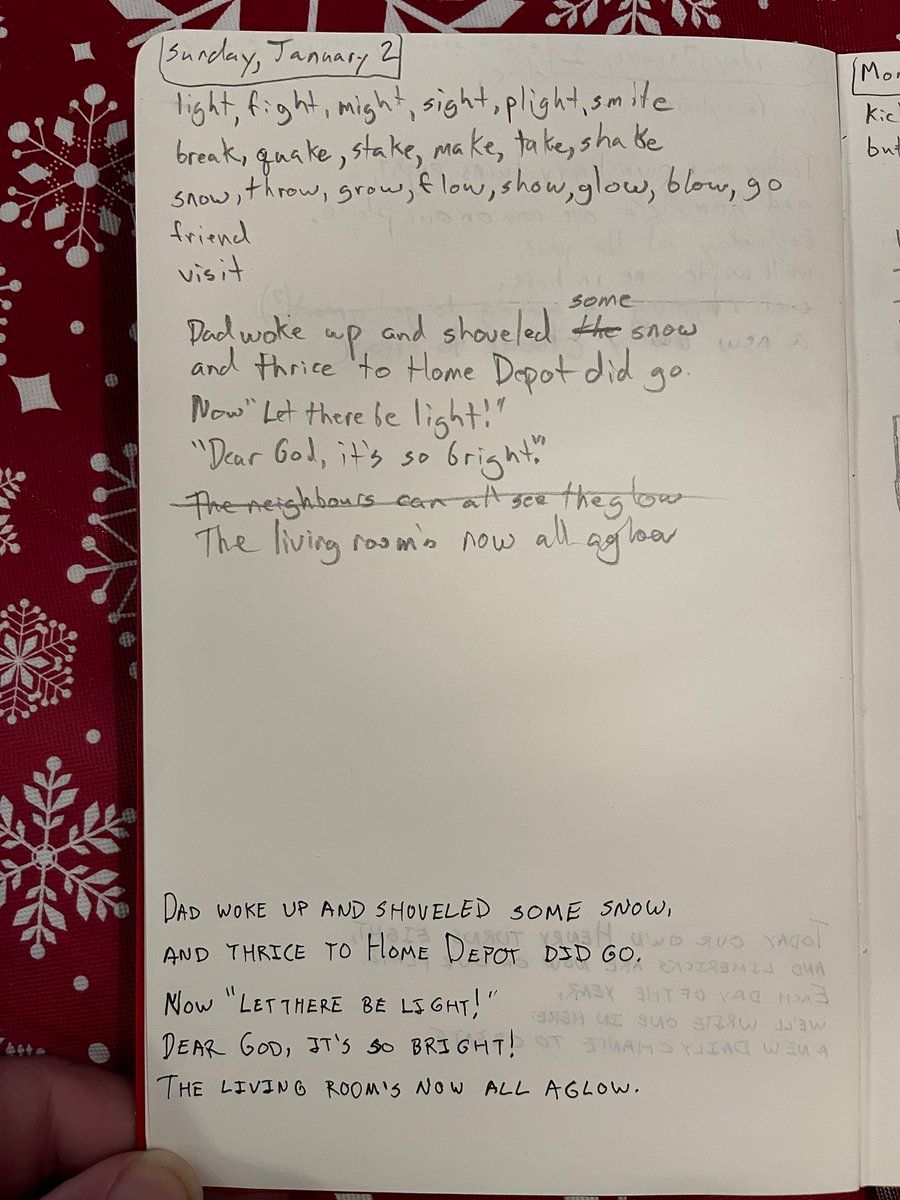 Sunday, January 2
light, fight, might, sight, plight, smite
break, quake, stake, make, take, shake
snow, throw, grow, flow, show, glow, blow, go
friend
visit
some
Dad woke up and shoveled the snow
and thrice to Home Depot did go.
Now "Let there be light!"
"Dear God, it's so bright."
The neighbours can all see the glow
The living room's now all aglow
DAD WOKE UP AND SHOVELED SOME SNOW,
AND THRICE TO HOME DEPOT DID GO.
NOW "LET THERE BE LIGHT!"
DEAR GOD, IT'S SO BRIGHT!
THE LIVING ROOM'S NOW ALL AGLOW.
Mon
kic
but